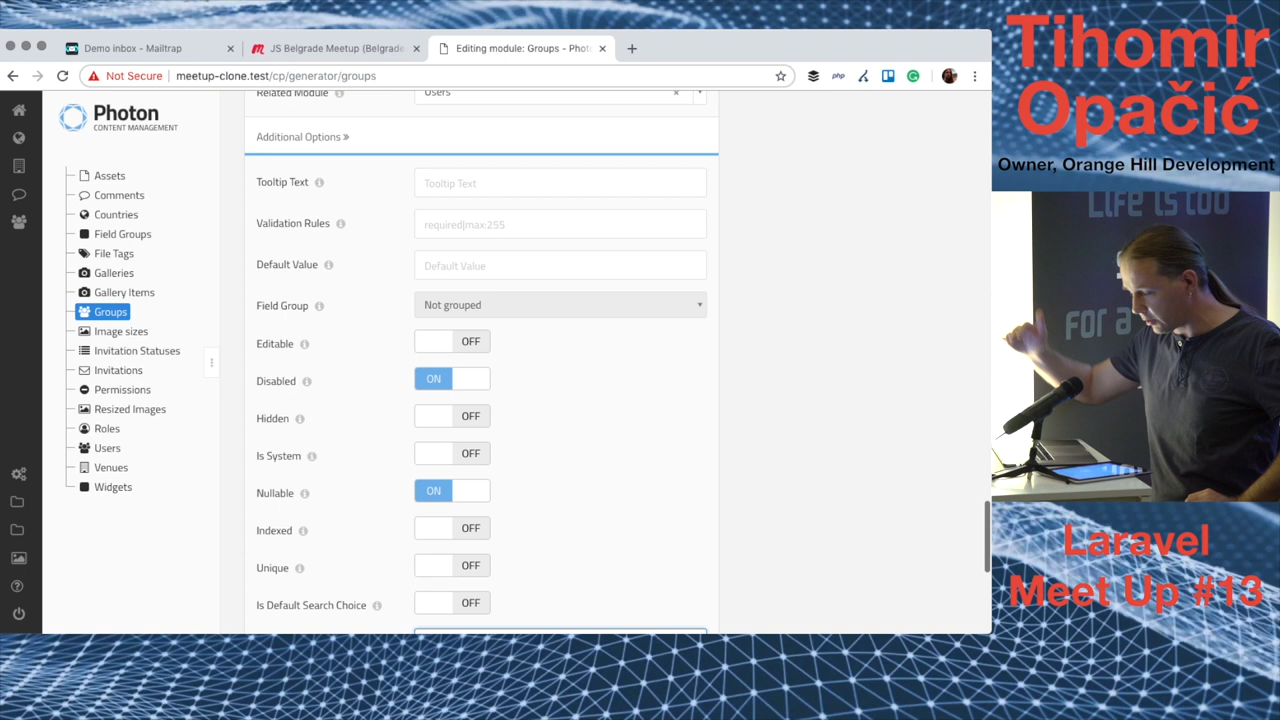 Demo inbox - Mailtrap
JS Belgrade Meetup (Belgrade,
Editing module: Groups - Phot
Not Secure
meetup-clone.test/cp/generator/groups
php
Photon
CONTENT MANAGEMENT
Assets
Comments
Countries
Field Groups
File Tags
Galleries
Gallery Items
Groups
Image sizes
Invitation Statuses
Invitations
Permissions
Resized Images
Roles
Users
Venues
Widgets
Related Module
Users
Additional Options »
Tooltip Text
Tooltip Text
Validation Rules
required|max:255
Default Value
Default Value
Field Group
Not grouped
Editable
OFF
Disabled
ON
Hidden
OFF
Is System
OFF
Nullable
ON
Indexed
OFF
Unique
OFF
Is Default Search Choice
OFF
Tihomir
Opačić
Owner, Orange Hill Development
Life is too
for a
Laravel
Meet Up #13